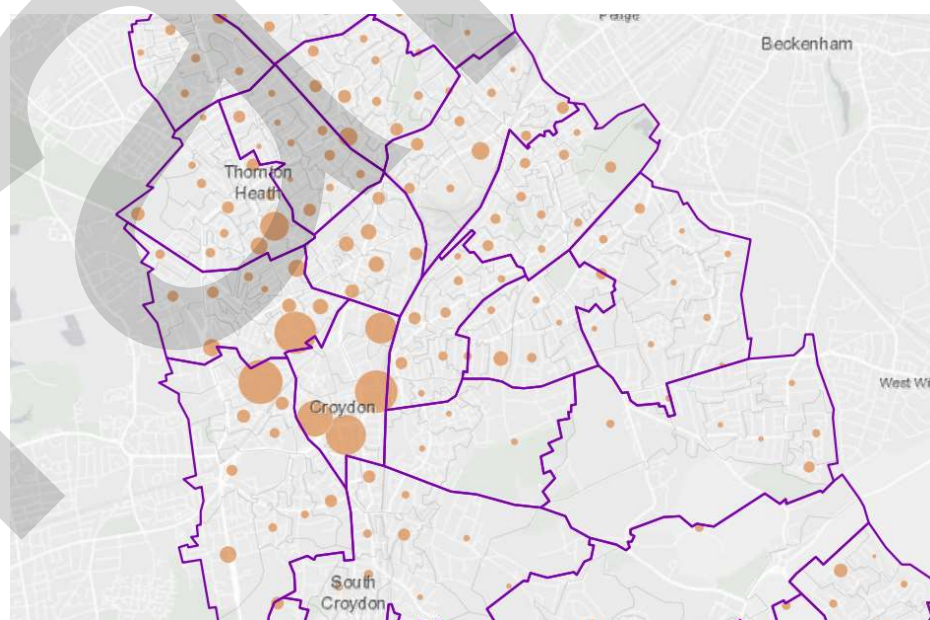 Penge
Beckenham
Thornton
Heath
West Wi
Croydon
South
Croydon